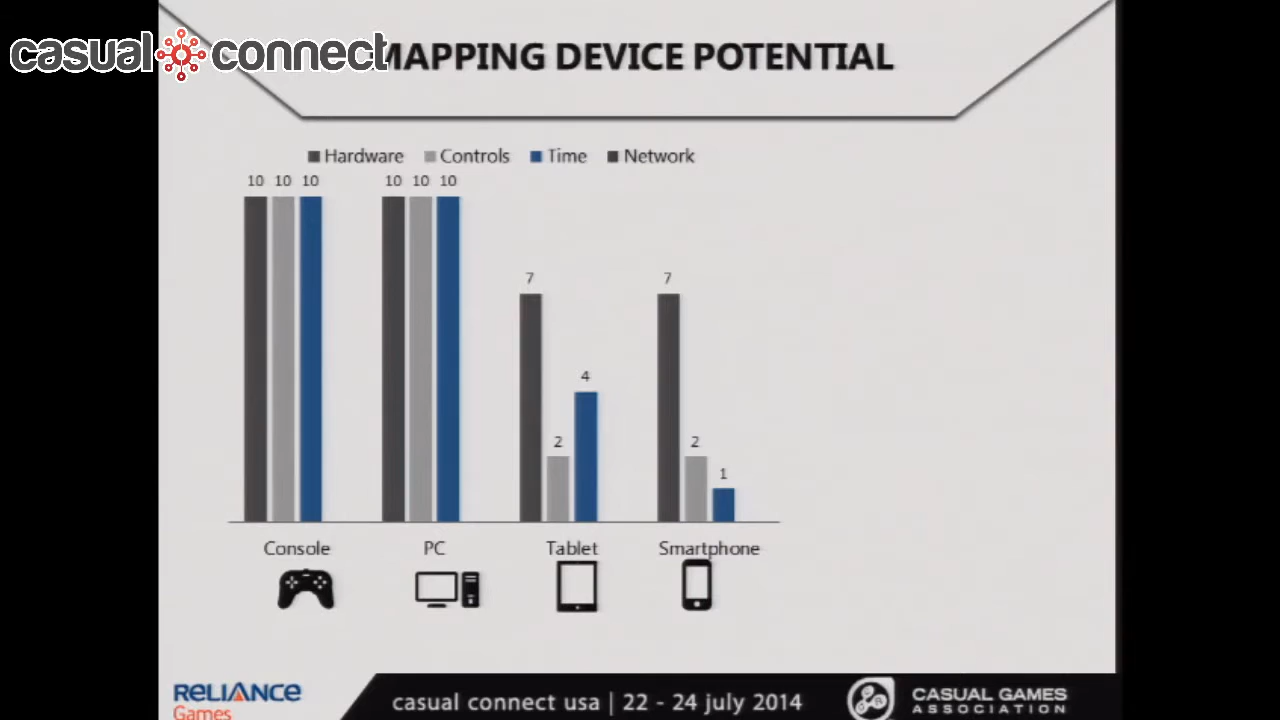 casual connect
MAPPING DEVICE POTENTIAL
Hardware Controls Time Network
10 10 10 10 10 10
7 7
4
2 2
1
Console PC Tablet Smartphone
RELIANCE
Games
casual connect usa | 22 - 24 july 2014
CASUAL GAMES
ASSOCIATION